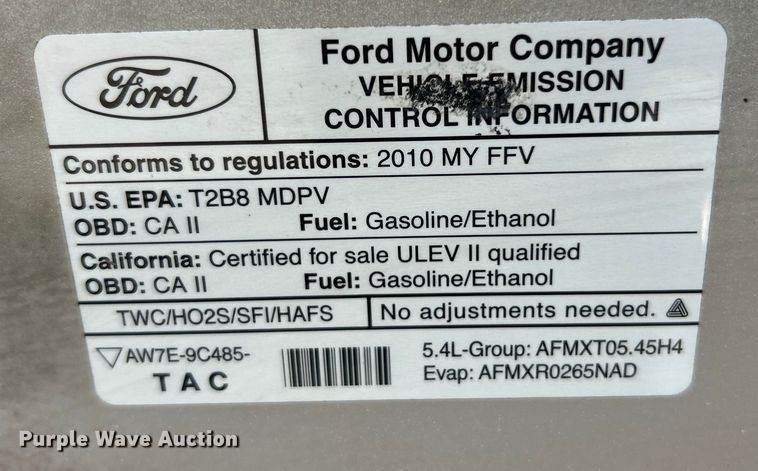 Ford
Ford Motor Company
VEHICLE EMISSION
CONTROL INFORMATION
Conforms to regulations: 2010 MY FFV
U.S. EPA: T2B8 MDPV
OBD: CA II Fuel: Gasoline/Ethanol
California: Certified for sale ULEV II qualified
OBD: CA II Fuel: Gasoline/Ethanol
TWC/HO2S/SFI/HAFS No adjustments needed.
AW7E-9C485-
TAC
5.4L-Group: AFMXT05.45H4
Evap: AFMXR0265NAD
Purple Wave Auction